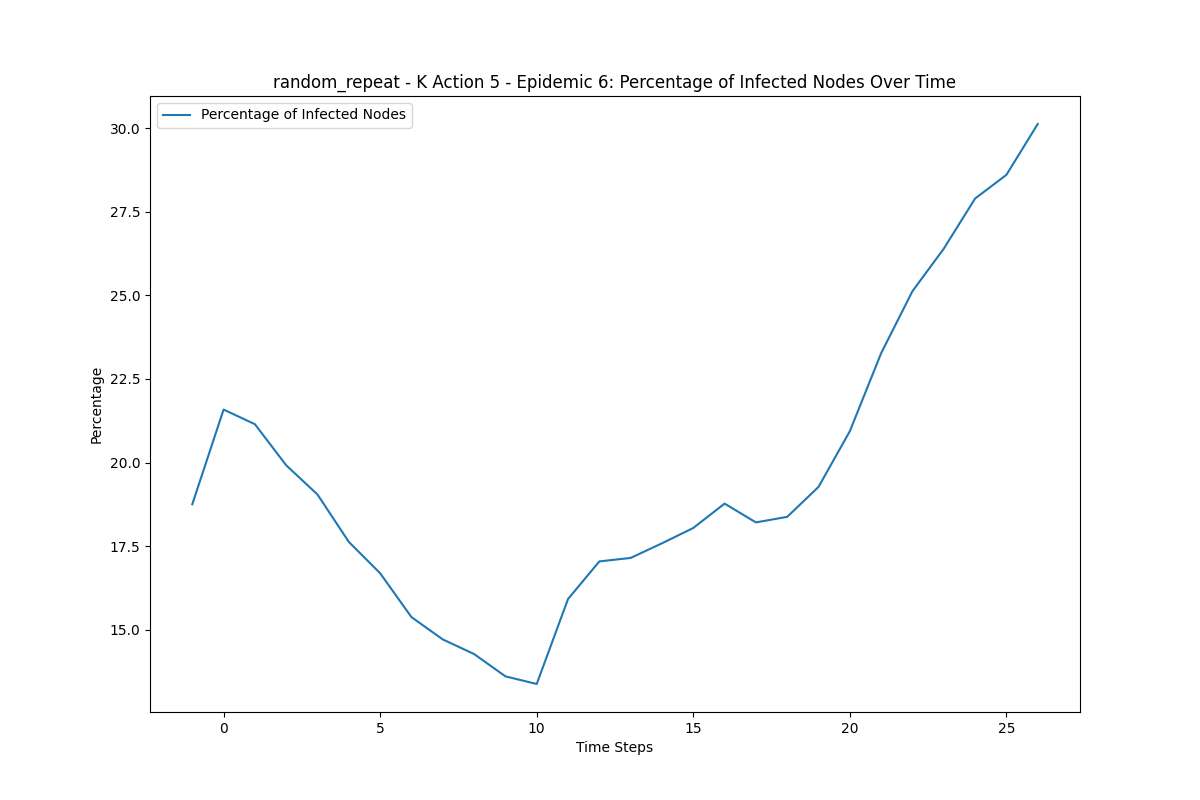 random_repeat - K Action 5 - Epidemic 6: Percentage of Infected Nodes Over Time
Percentage of Infected Nodes
30.0
27.5
25.0
22.5
20.0
17.5
15.0
Percentage
0 5 10 15 20 25
Time Steps